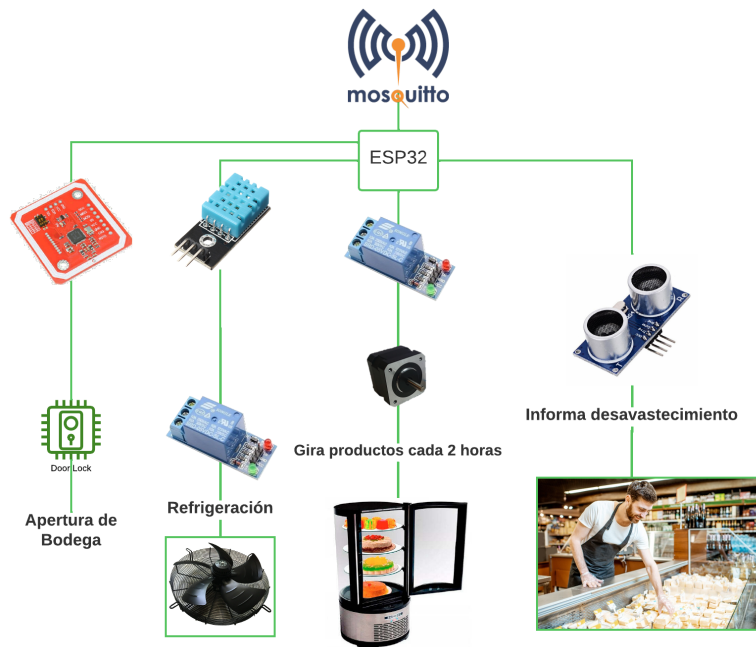 mosquitto
ESP32
Informa desavastecimiento
Door Lock
Gira productos cada 2 horas
Refrigeración
Apertura de
Bodega